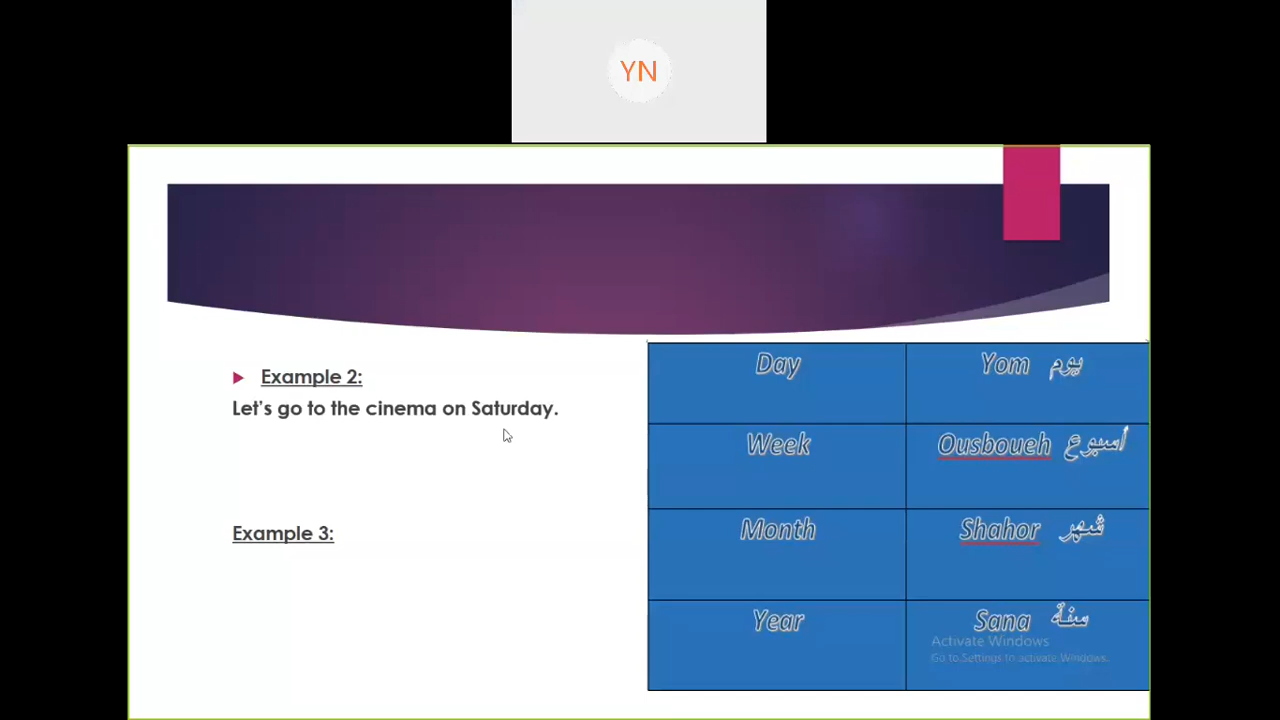 YN
Example 2:
Let's go to the cinema on Saturday.
Example 3:
Day
Yom يوم
Week
Ousboueh أسبوع
Month
Shahor شهر
Year
Sana سنة
Activate Windows
Go to Settings to activate Windows.